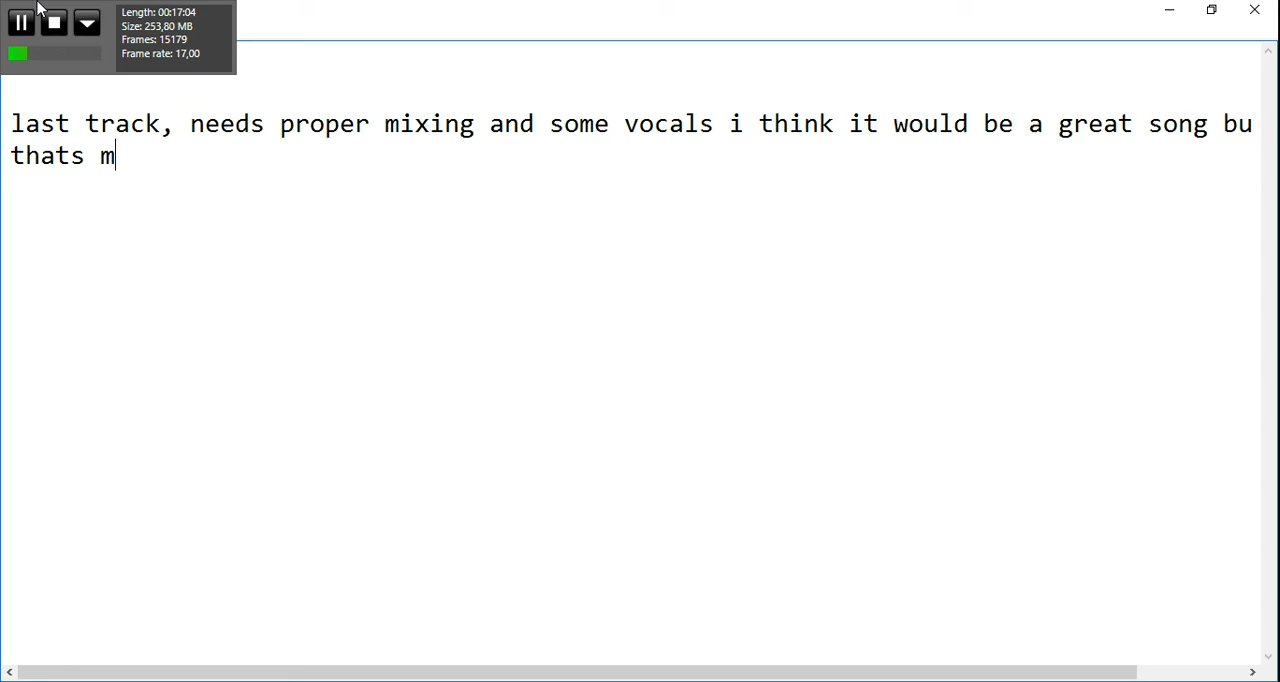 Length: 00:17:04
Size: 253,80 MB
Frames: 15179
Frame rate: 17,00
last track, needs proper mixing and some vocals i think it would be a great song bu
thats m